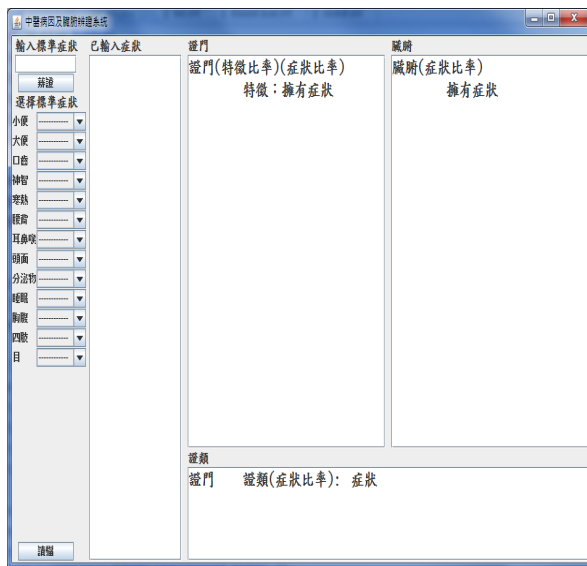 中醫病因及臟腑辨證系統
輸入標準症狀
已輸入症狀
證門
臟腑
辨證
選擇標準症狀
小便 -----------
大便 -----------
口齒 -----------
神智 -----------
寒熱 -----------
腰背 -----------
耳鼻喉 -----------
頭面 -----------
分泌物 -----------
睡眠 -----------
胸腹 -----------
四肢 -----------
目 -----------
讀檔
證門(特徵比率)(症狀比率)
特徵：擁有症狀
臟腑(症狀比率)
擁有症狀
證類
證門 證類(症狀比率): 症狀